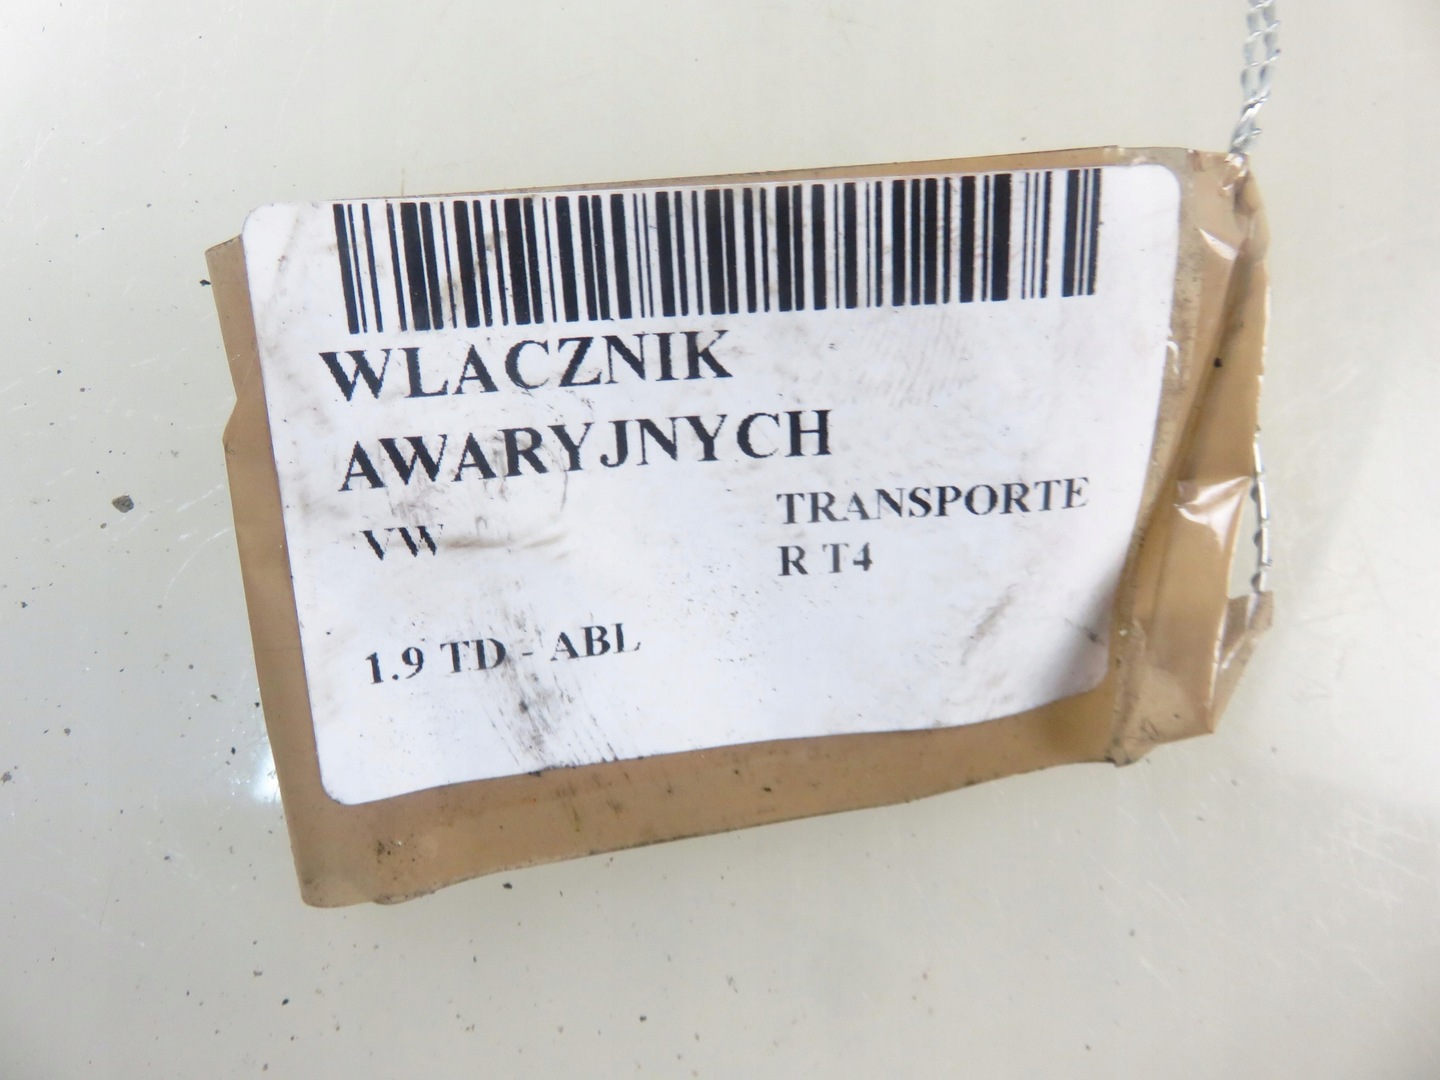 WLACZNIK
AWARYJNYCH
VW
TRANSPORTE
R T4
1.9 TD - ABL